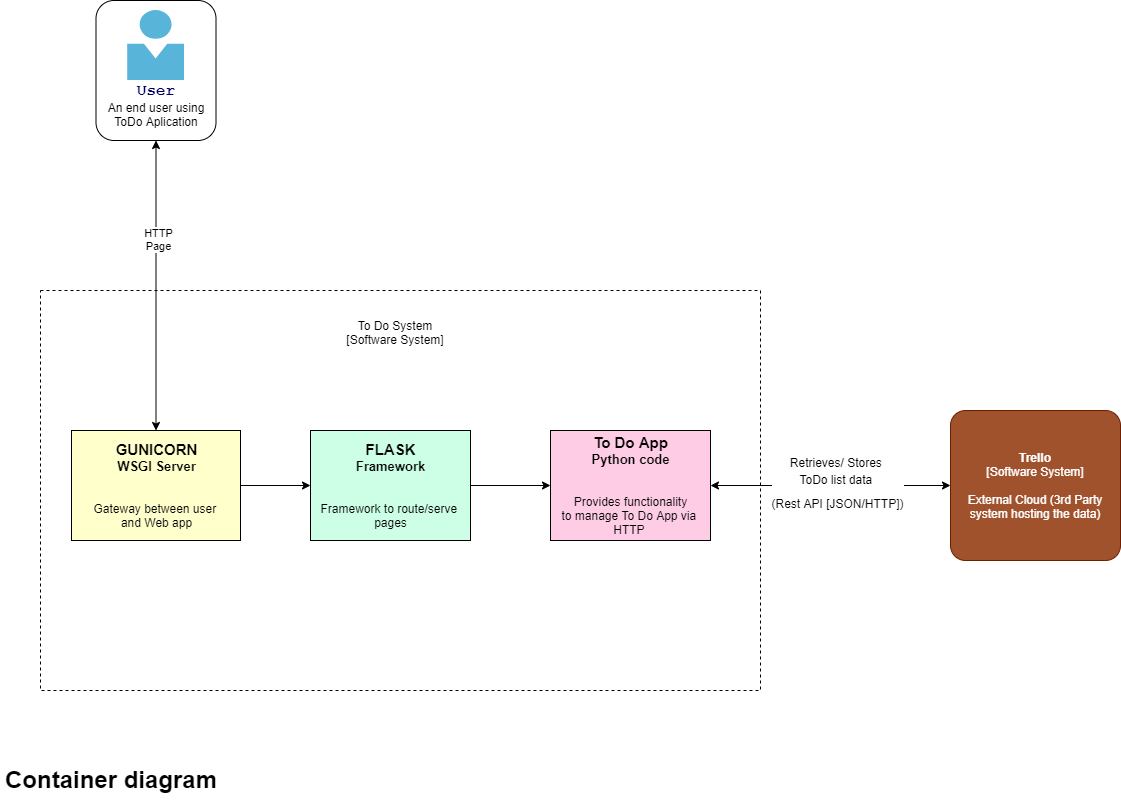 User
An end user using
ToDo Aplication
HTTP
Page
To Do System
[Software System]
GUNICORN
WSGI Server
Gateway between user
and Web app
FLASK
Framework
Framework to route/serve
pages
To Do App
Python code
Provides functionality
to manage To Do App via
HTTP
Retrieves/ Stores
ToDo list data
(Rest API [JSON/HTTP])
Trello
[Software System]
External Cloud (3rd Party
system hosting the data)
Container diagram